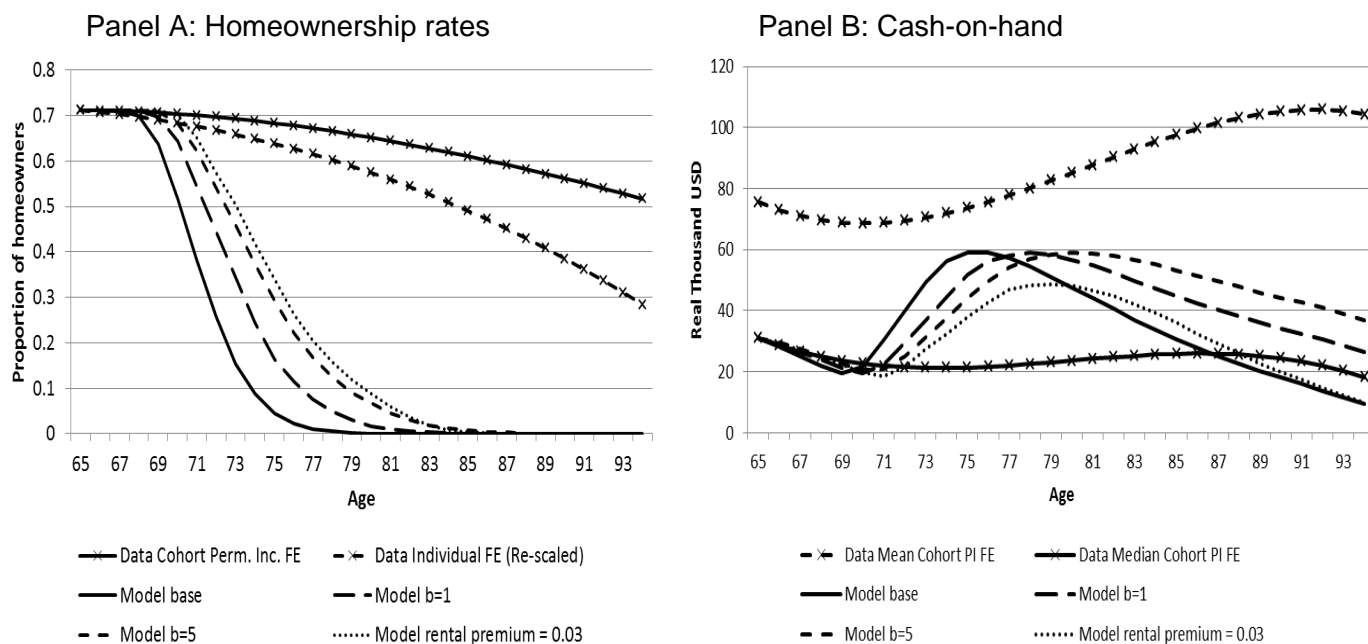 Panel A: Homeownership rates
Proportion of homeowners
0.8
0.7
0.6
0.5
0.4
0.3
0.2
0.1
0
65 67 69 71 73 75 77 79 81 83 85 87 89 91 93
Age
Data Cohort Perm. Inc. FE
Data Individual FE (Re-scaled)
Model base
Model b=1
Model b=5
Model rental premium = 0.03
Panel B: Cash-on-hand
Real Thousand USD
120
100
80
60
40
20
0
65 67 69 71 73 75 77 79 81 83 85 87 89 91 93
Age
Data Mean Cohort PI FE
Data Median Cohort PI FE
Model base
Model b=1
Model b=5
Model rental premium = 0.03